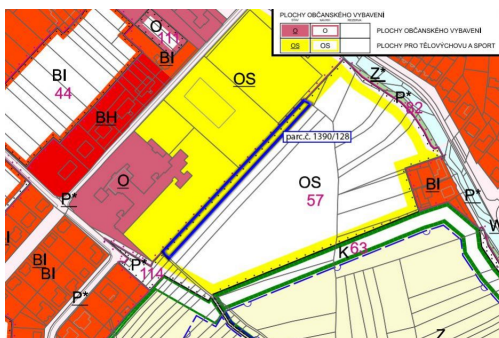 PLOCHY OBČANSKÉHO VYBAVENÍ
O O PLOCHY OBČANSKÉHO VYBAVENÍ
OS OS PLOCHY PRO TĚLOVÝCHOVU A SPORT
O
111
BI
BI
44
OS
Z*
P*
82
BH
parc.č. 1390/128
O
OS
57
BI
P*
P*
W
K 63
BI
BI
I
P*
114
P*
Z